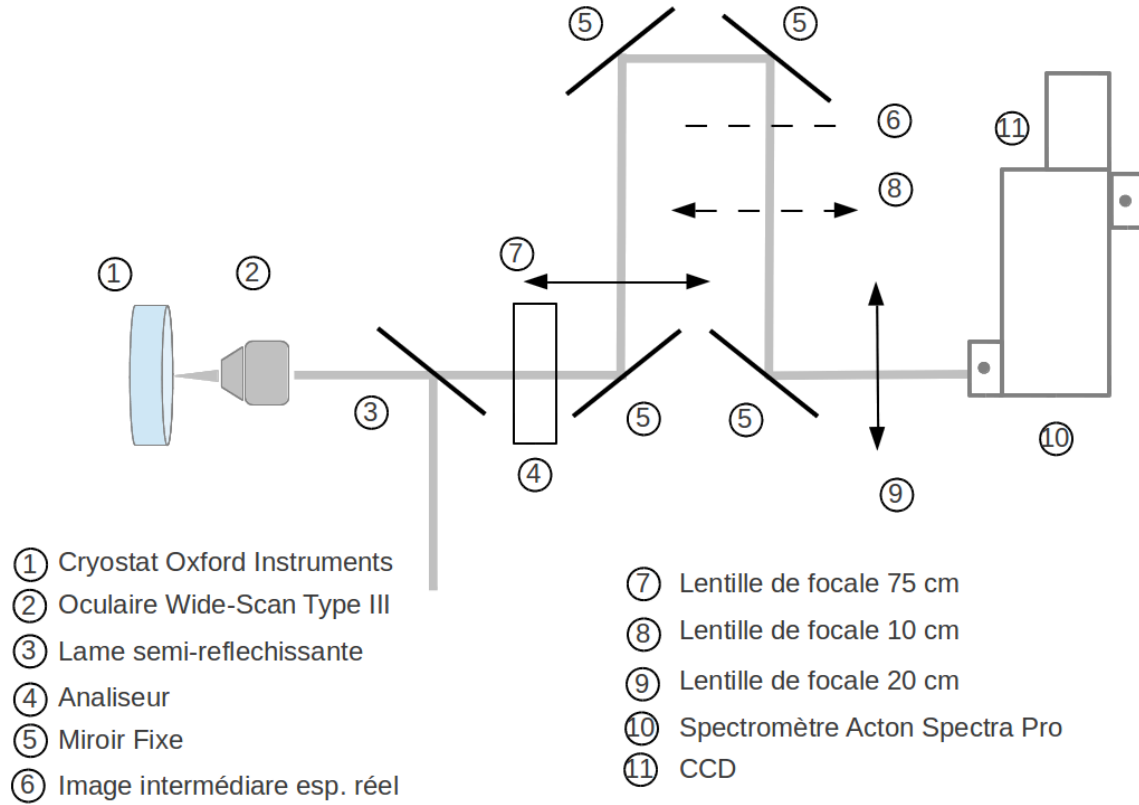 ⑤
⑤
⑥
⑪
⑧
⑦
①
②
③
⑤
⑤
④
⑩
⑨
① Cryostat Oxford Instruments
② Oculaire Wide-Scan Type III
③ Lame semi-reflechissante
④ Analiseur
⑤ Miroir Fixe
⑥ Image intermédiare esp. réel
⑦ Lentille de focale 75 cm
⑧ Lentille de focale 10 cm
⑨ Lentille de focale 20 cm
⑩ Spectromètre Acton Spectra Pro
⑪ CCD